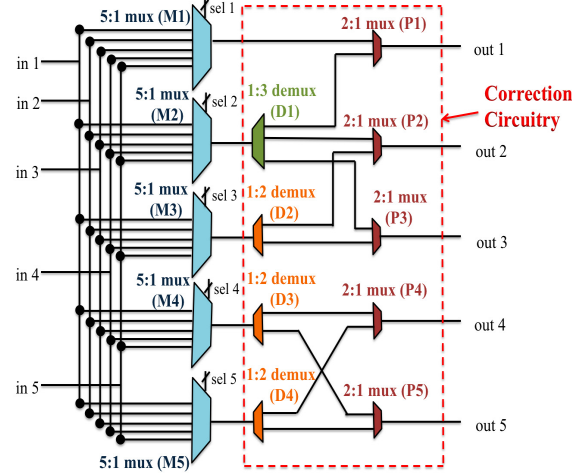 5:1 mux (M1)
sel 1
2:1 mux (P1)
out 1
in 1
5:1 mux
(M2)
sel 2
1:3 demux
(D1)
2:1 mux (P2)
Correction
Circuitry
in 2
out 2
in 3
5:1 mux
(M3)
sel 3
1:2 demux
(D2)
2:1 mux
(P3)
out 3
in 4
5:1 mux
(M4)
sel 4
1:2 demux
(D3)
2:1 mux (P4)
out 4
in 5
sel 5
1:2 demux
(D4)
2:1 mux (P5)
out 5
5:1 mux (M5)